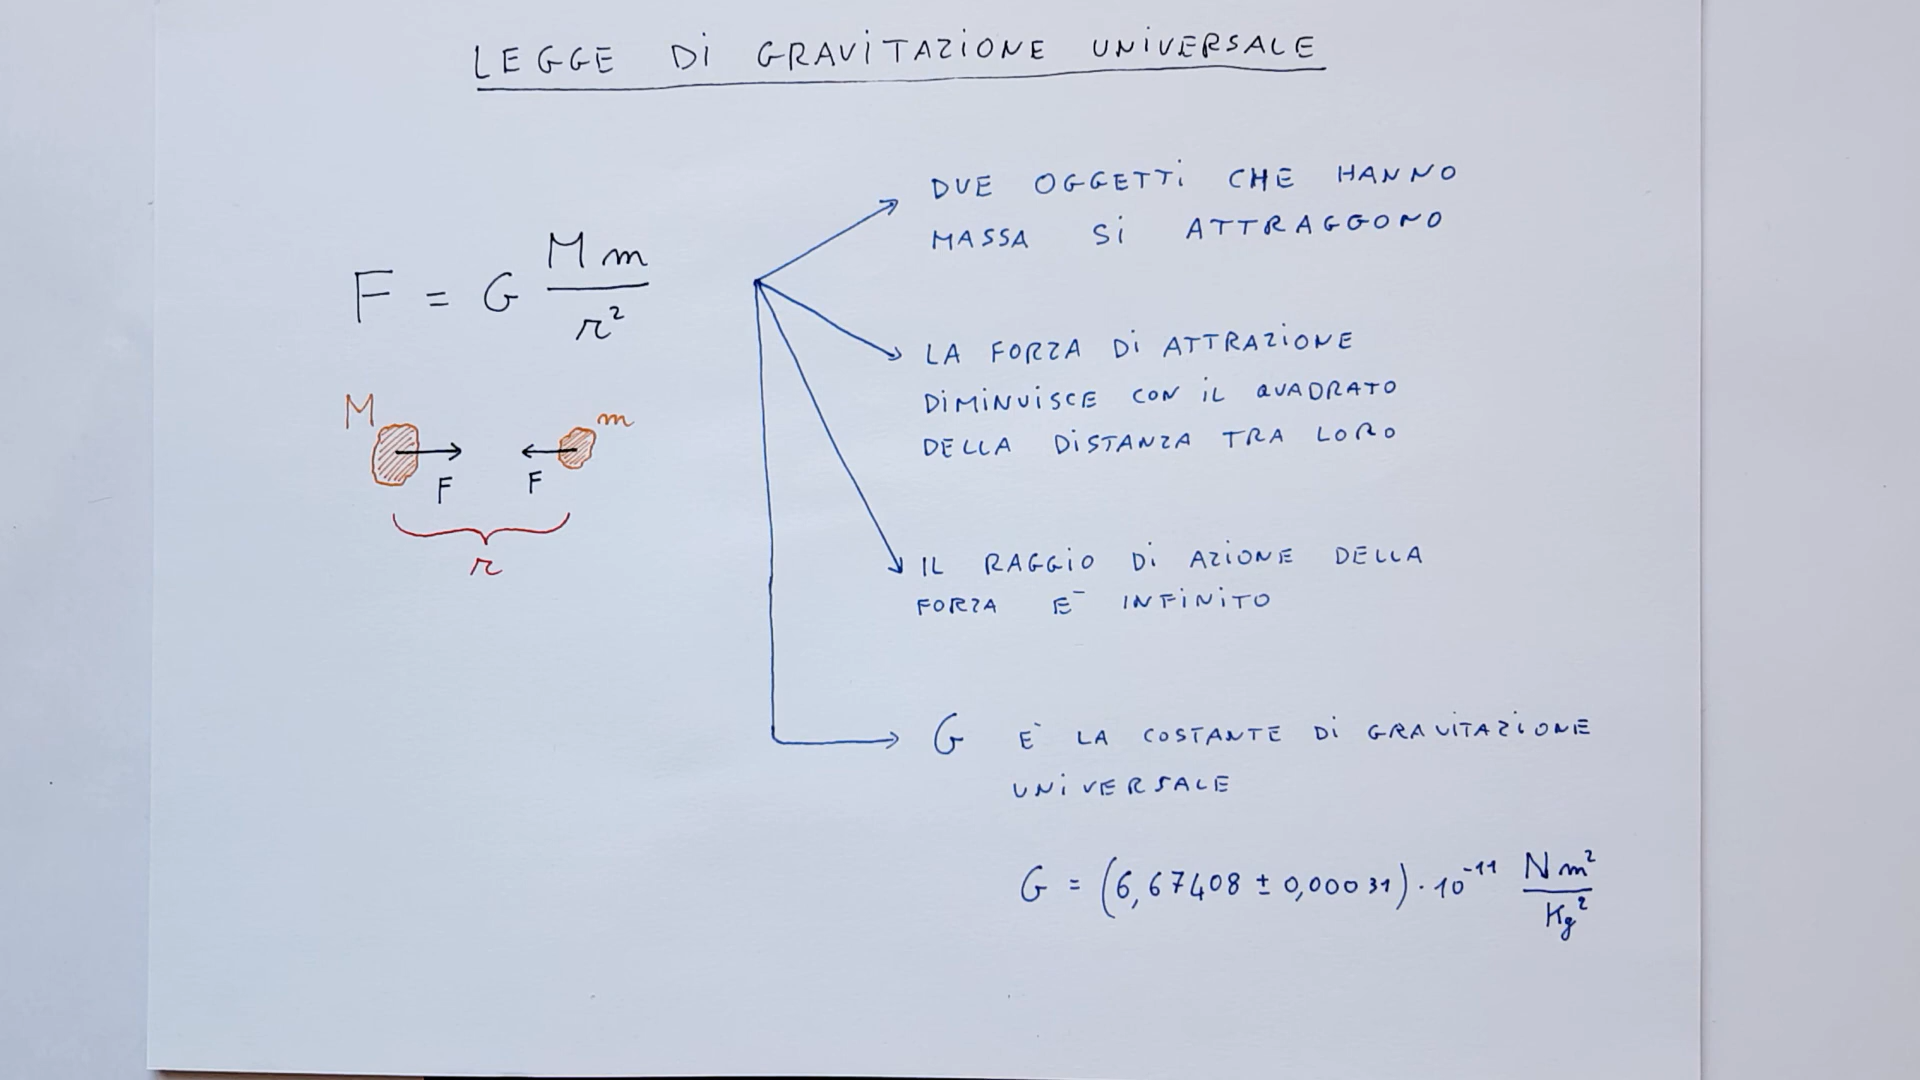 LEGGE Di GRAViTAZiONE UNiVERSALE
DUE OGGETTi CHE HANNO
MASSA Si ATTRAGGONO
F = G Mm/r²
LA FORZA Di ATTRAZiONE
DiMiNUiSCE CON iL QUADRATO
DELLA DiSTANZA TRA LORO
M m
F F
r
IL RAGGiO Di AZiONE DELLA
FORZA E¯ INFiNiTO
G E` LA COSTANTE Di GRAViTAZiONE
UNiVERSALE
G = (6,67408 ± 0,00031) · 10⁻¹¹ Nm²/Kg²